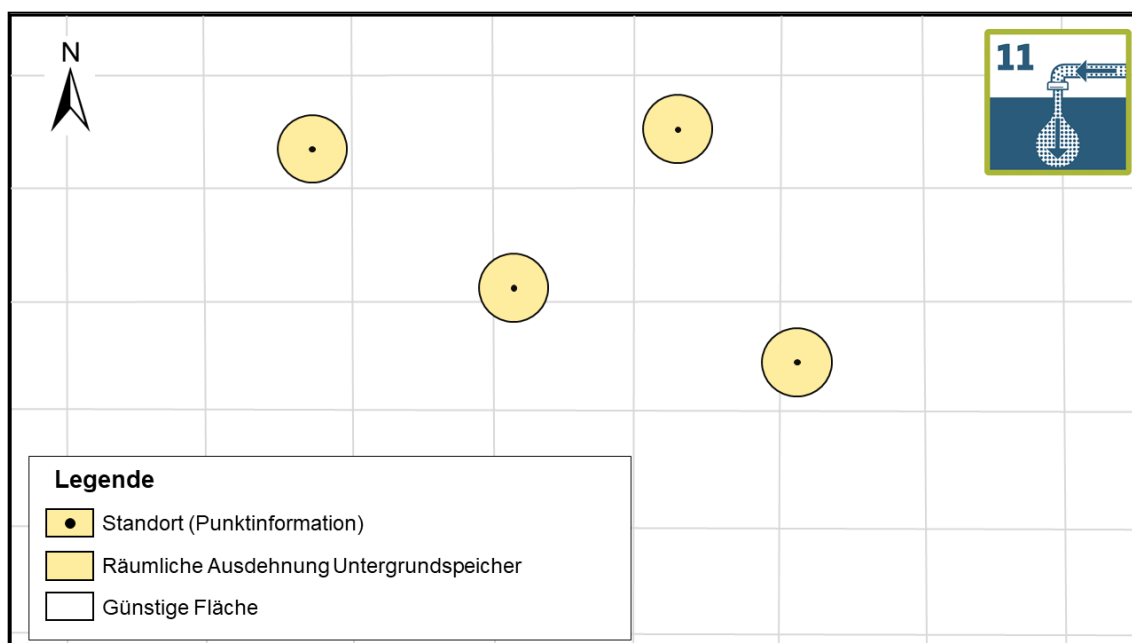 N
11
Legende
Standort (Punktinformation)
Räumliche Ausdehnung Untergrundspeicher
Günstige Fläche